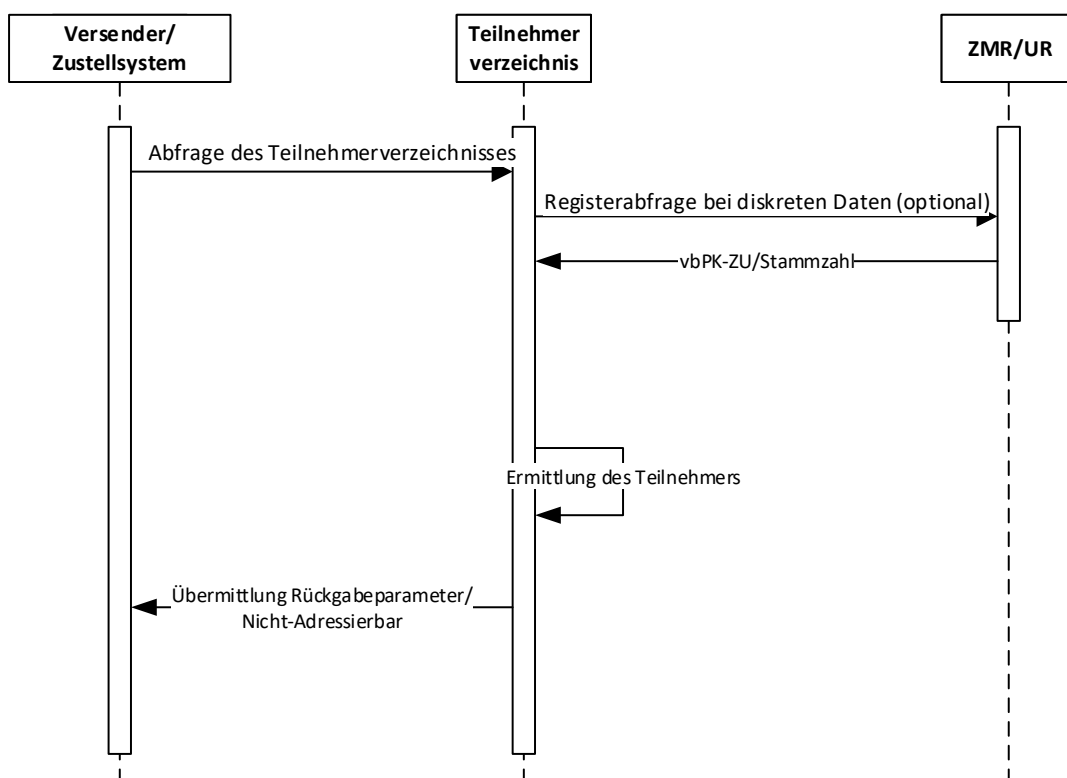 Versender/
Zustellsystem
Teilnehmer
verzeichnis
ZMR/UR
Abfrage des Teilnehmerverzeichnisses
Registerabfrage bei diskreten Daten (optional)
vbPK-ZU/Stammzahl
Ermittlung des Teilnehmers
Übermittlung Rückgabeparameter/
Nicht-Adressierbar